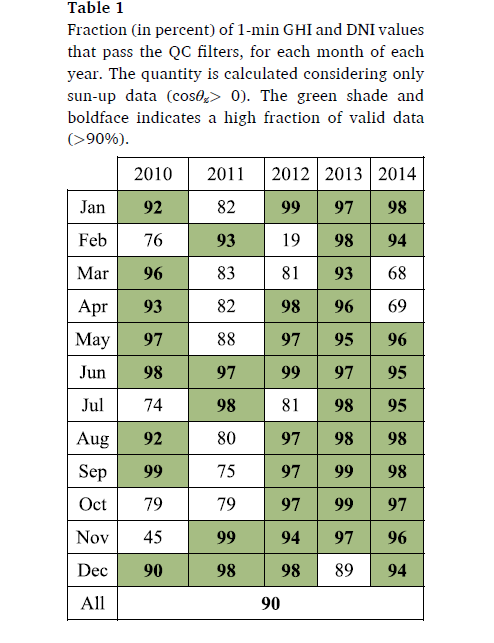 Table 1
Fraction (in percent) of 1-min GHI and DNI values
that pass the QC filters, for each month of each
year. The quantity is calculated considering only
sun-up data (cosθz> 0). The green shade and
boldface indicates a high fraction of valid data
(>90%).
2010 2011 2012 2013 2014
Jan 92 82 99 97 98
Feb 76 93 19 98 94
Mar 96 83 81 93 68
Apr 93 82 98 96 69
May 97 88 97 95 96
Jun 98 97 99 97 95
Jul 74 98 81 98 95
Aug 92 80 97 98 98
Sep 99 75 97 99 98
Oct 79 79 97 99 97
Nov 45 99 94 97 96
Dec 90 98 98 89 94
All 90